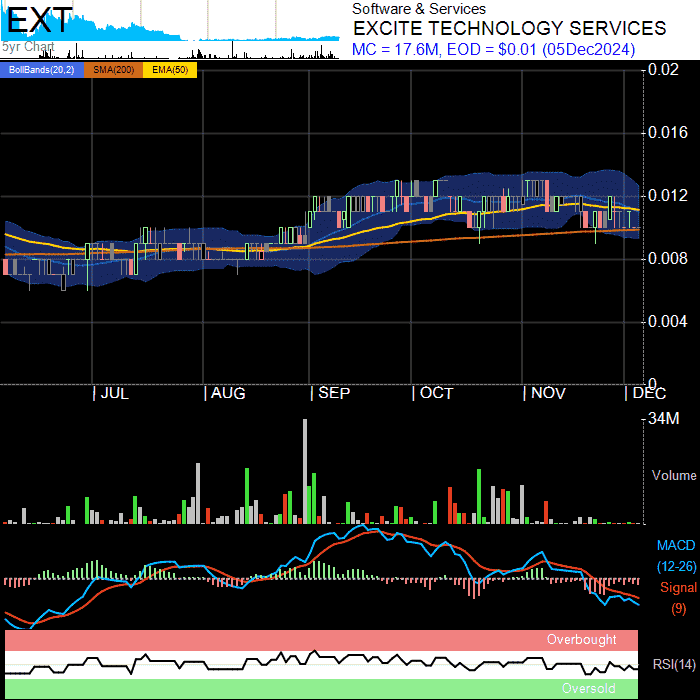 EXT
5yr Chart
Software & Services
EXCITE TECHNOLOGY SERVICES
MC = 17.6M, EOD = $0.01 (05Dec2024)
BollBands(20,2) SMA(200) EMA(50)
0.02
0.016
0.012
0.008
0.004
0
JUL AUG SEP OCT NOV DEC
34M
Volume
MACD
(12-26)
Signal
(9)
Overbought
RSI(14)
Oversold